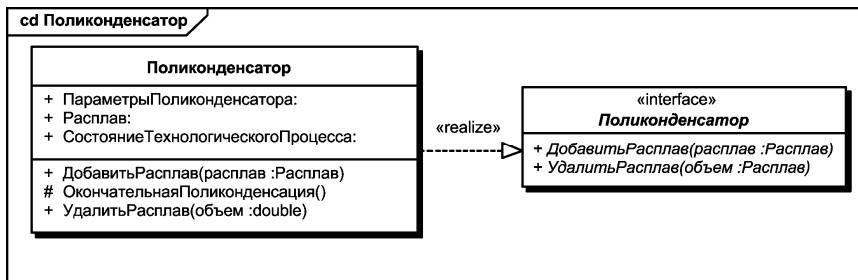 cd Поликонденсатор
Поликонденсатор
+ ПараметрыПоликонденсатора:
+ Расплав:
+ СостояниеТехнологическогоПроцесса:
+ ДобавитьРасплав(расплав :Расплав)
# ОкончательнаяПоликонденсация()
+ УдалитьРасплав(объем :double)
«realize»
«interface»
Поликонденсатор
+ ДобавитьРасплав(расплав :Расплав)
+ УдалитьРасплав(объем :Расплав)